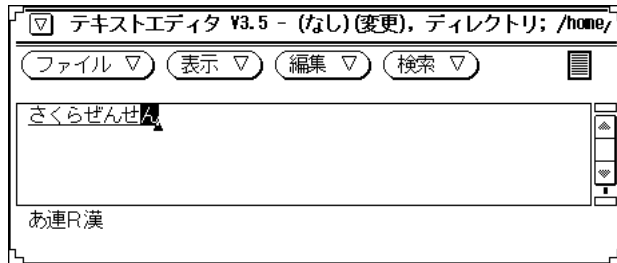 テキストエディタ V3.5 - (なし)(変更), ディレクトリ; /home/
ファイル ▽ 表示 ▽ 編集 ▽ 検索 ▽
さくらぜんせん
あ連R漢